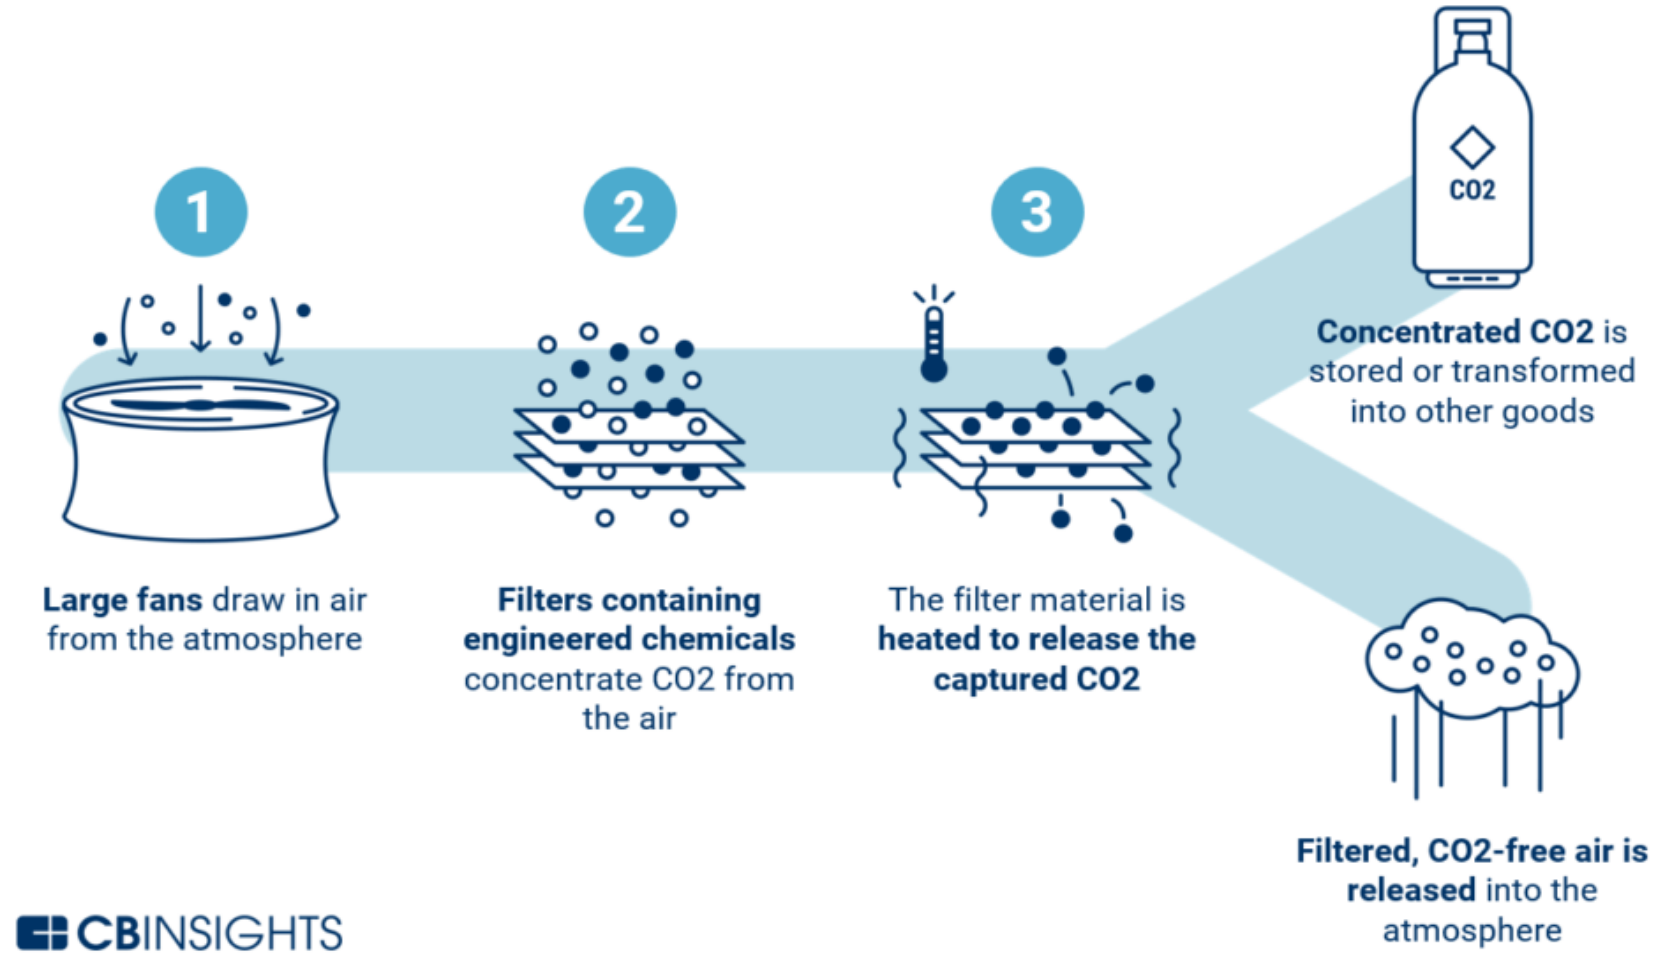 1
2
3
CO2
Concentrated CO2 is
stored or transformed
into other goods
Large fans draw in air
from the atmosphere
Filters containing
engineered chemicals
concentrate CO2 from
the air
The filter material is
heated to release the
captured CO2
Filtered, CO2-free air is
released into the
atmosphere
CBINSIGHTS